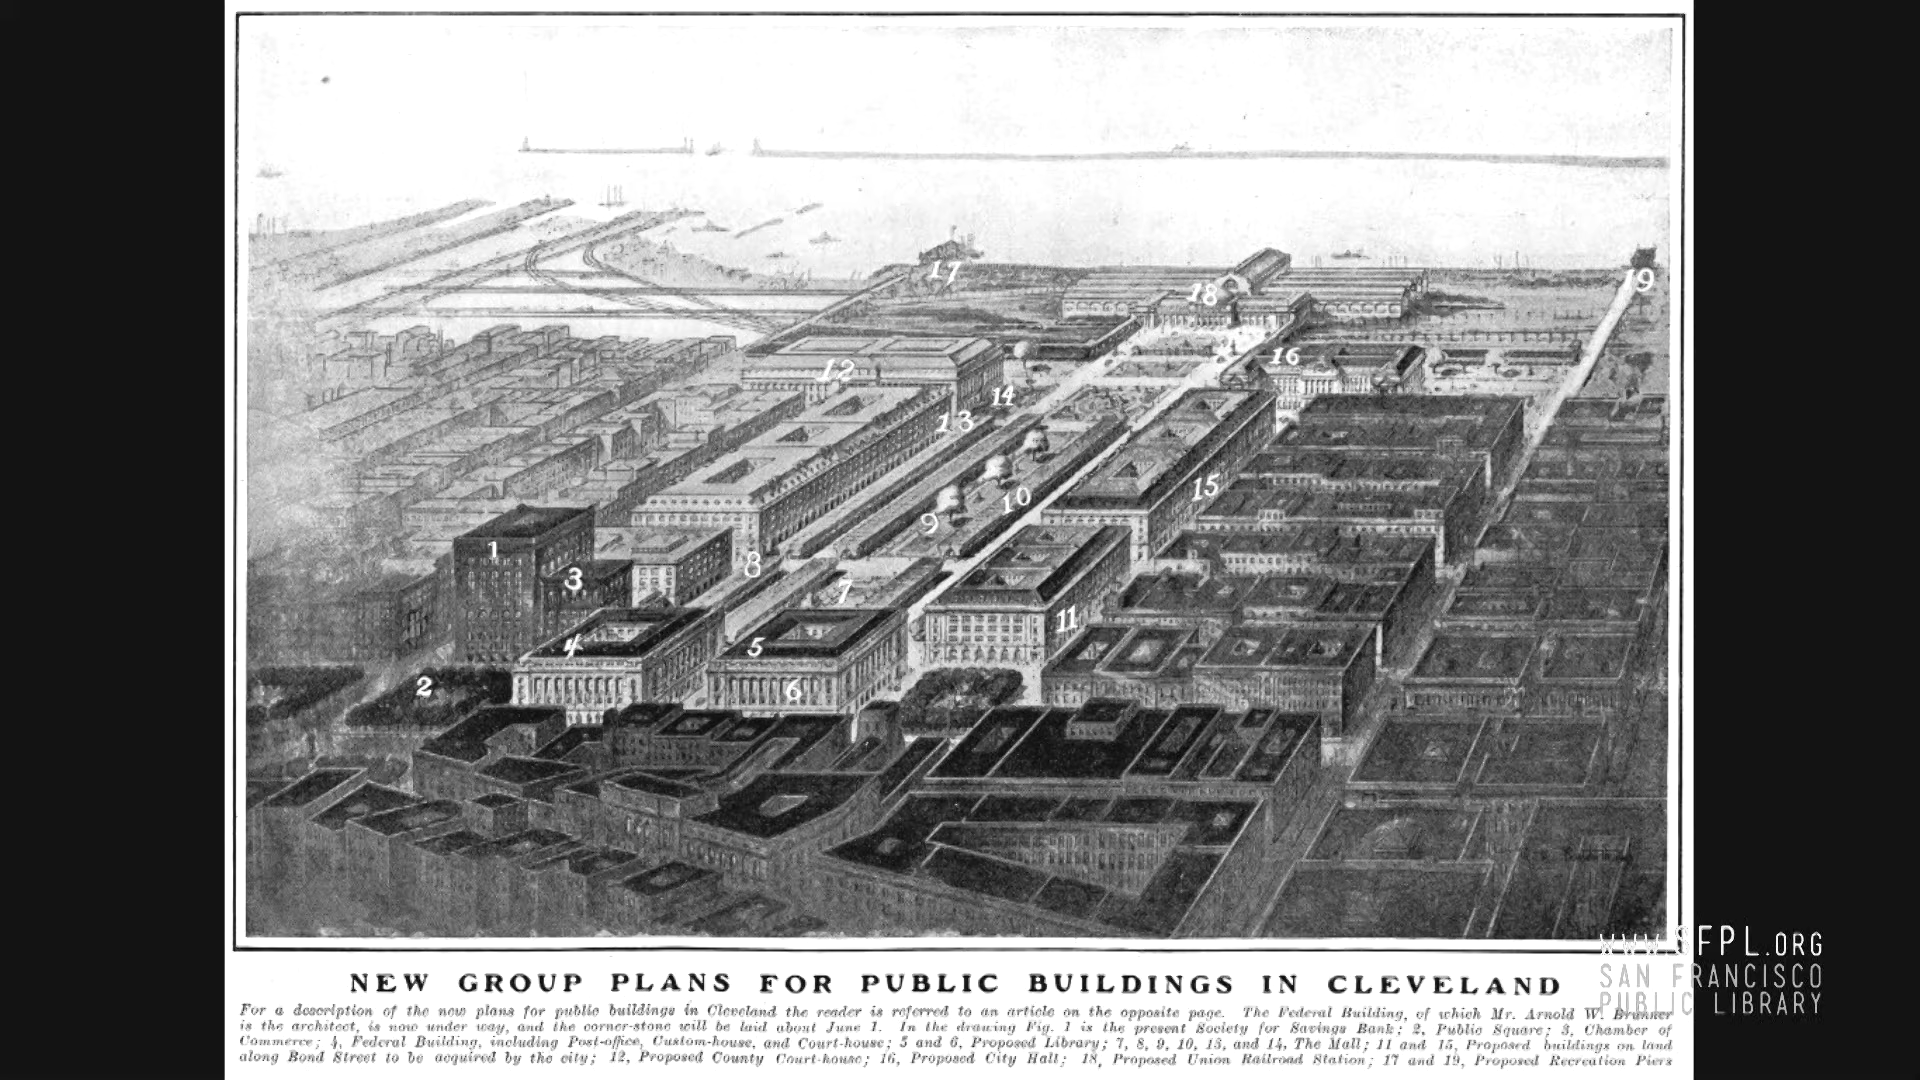 17
19
18
16
12
14
13
15
10
9
1
8
3
7
11
4
5
2
6
NEW GROUP PLANS FOR PUBLIC BUILDINGS IN CLEVELAND
For a description of the new plans for public buildings in Cleveland the reader is referred to an article on the opposite page. The Federal Building, of which Mr. Arnold W. Brunner
is the architect, is now under way, and the corner-stone will be laid about June 1. In the drawing Fig. 1 is the present Society for Savings Bank; 2, Public Square; 3, Chamber of
Commerce; 4, Federal Building, including Post-office, Custom-house, and Court-house; 5 and 6, Proposed Library; 7, 8, 9, 10, 13, and 14, The Mall; 11 and 15, Proposed buildings on land
along Bond Street to be acquired by the city; 12, Proposed County Court-house; 16, Proposed City Hall; 18, Proposed Union Railroad Station; 17 and 19, Proposed Recreation Piers
WWW.SFPL.ORG
SAN FRANCISCO
PUBLIC LIBRARY